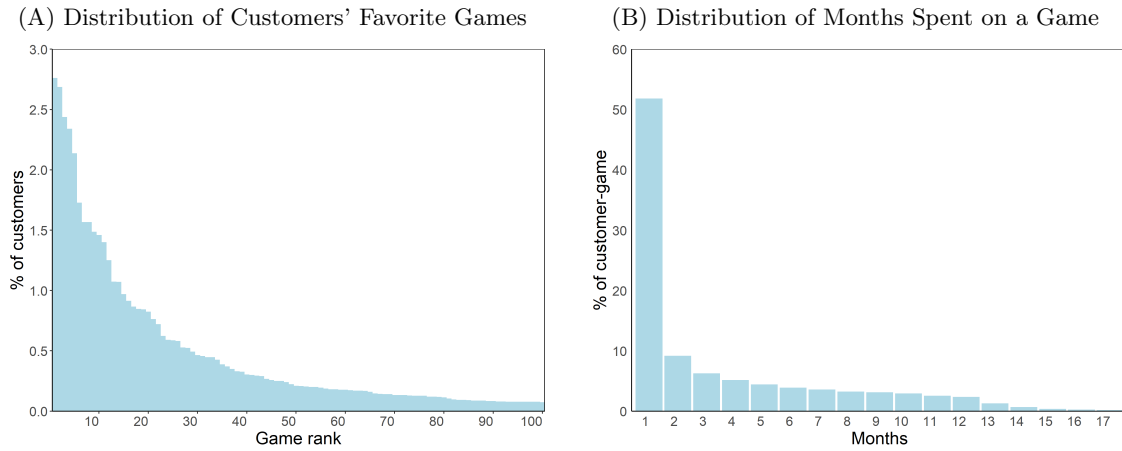 (A) Distribution of Customers’ Favorite Games
% of customers
3.0
2.5
2.0
1.5
1.0
0.5
0.0
10 20 30 40 50 60 70 80 90 100
Game rank
(B) Distribution of Months Spent on a Game
% of customer-game
60
50
40
30
20
10
0
1 2 3 4 5 6 7 8 9 10 11 12 13 14 15 16 17
Months